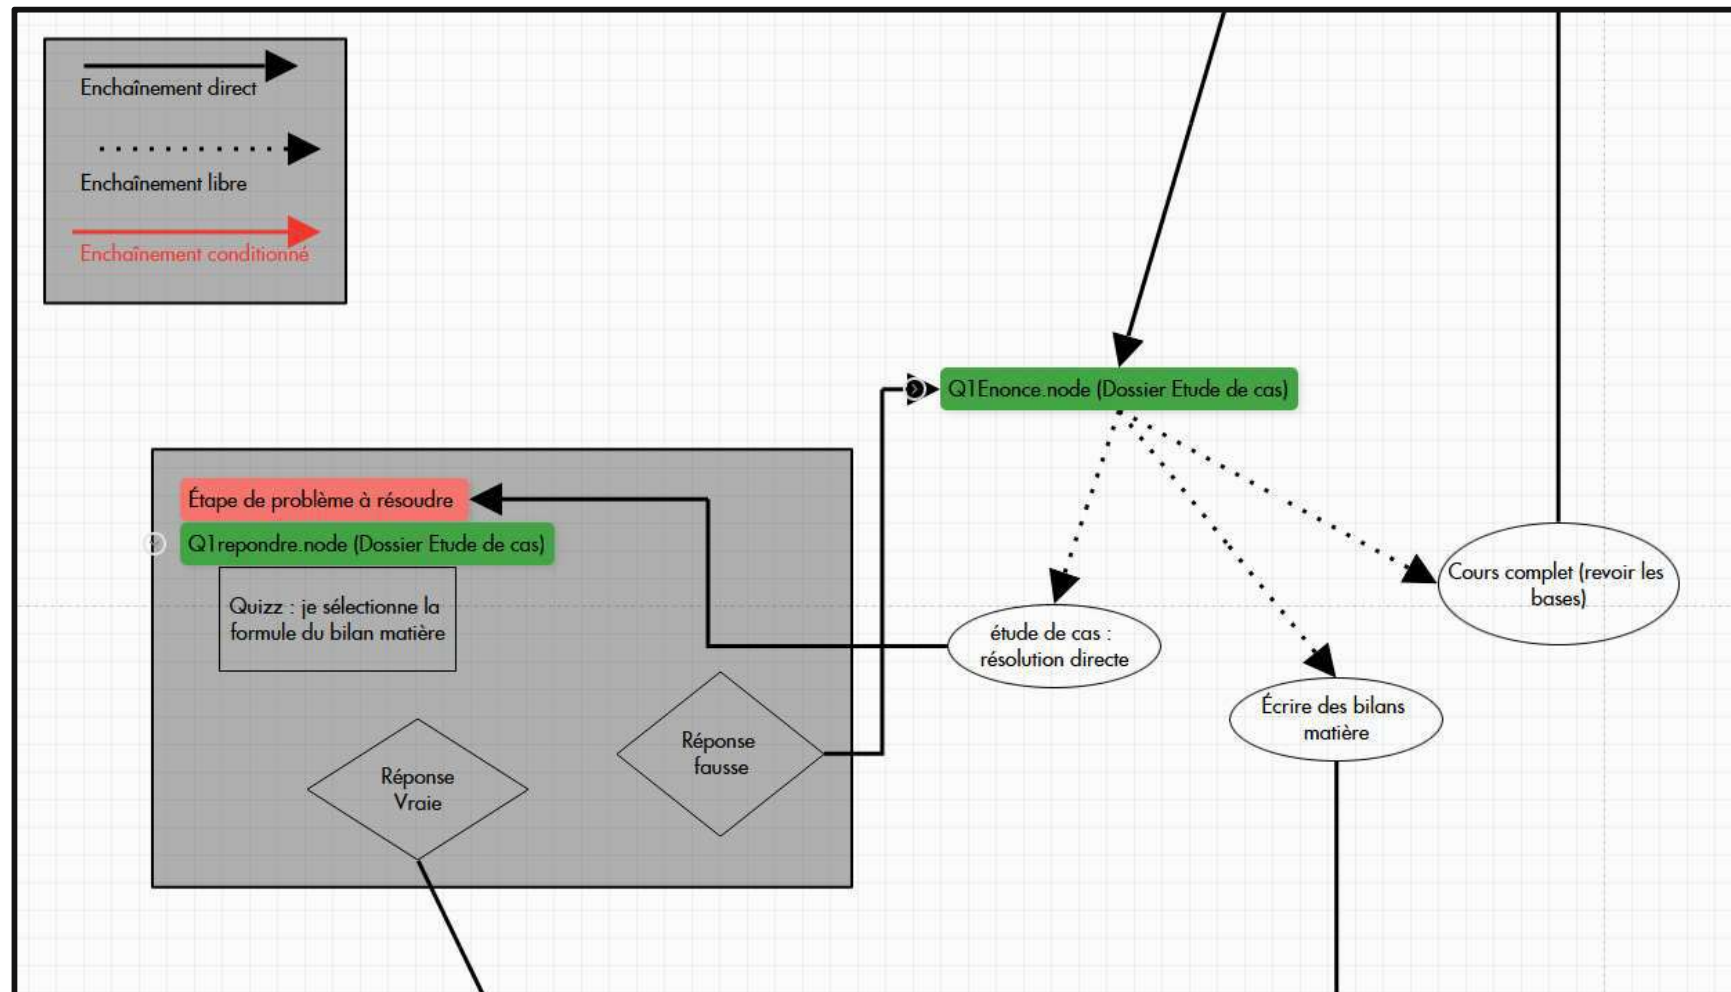 Enchaînement direct
Enchaînement libre
Enchaînement conditionné
Q1Enonce.node (Dossier Etude de cas)
Étape de problème à résoudre
Q1repondre.node (Dossier Etude de cas)
Quizz : je sélectionne la
formule du bilan matière
Réponse
fausse
Réponse
Vraie
étude de cas :
résolution directe
Écrire des bilans
matière
Cours complet (revoir les
bases)